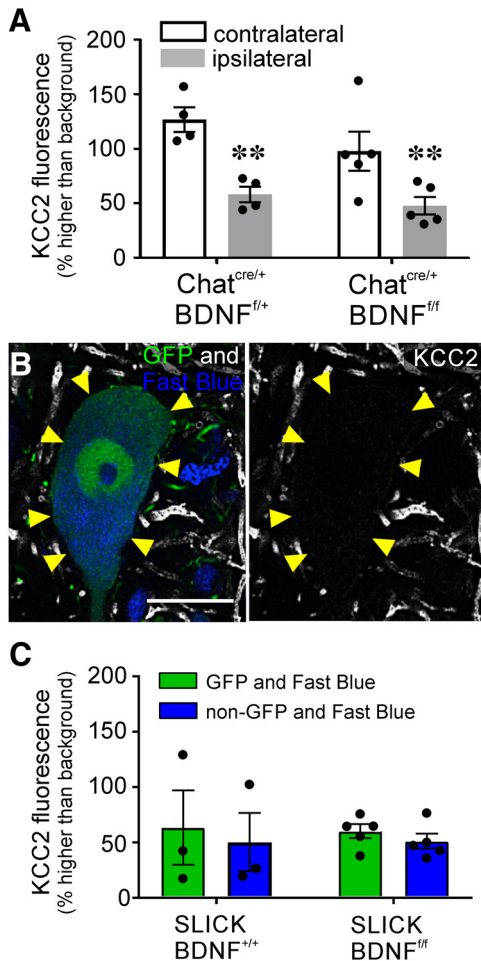 A
KCC2 fluorescence
(% higher than background)
200
150
100
50
0
contralateral
ipsilateral
**
**
Chat^cre/+
BDNF^f/+
Chat^cre/+
BDNF^f/f
B
GFP and
Fast Blue
KCC2
C
KCC2 fluorescence
(% higher than background)
200
150
100
50
0
GFP and Fast Blue
non-GFP and Fast Blue
SLICK
BDNF^+/+
SLICK
BDNF^f/f